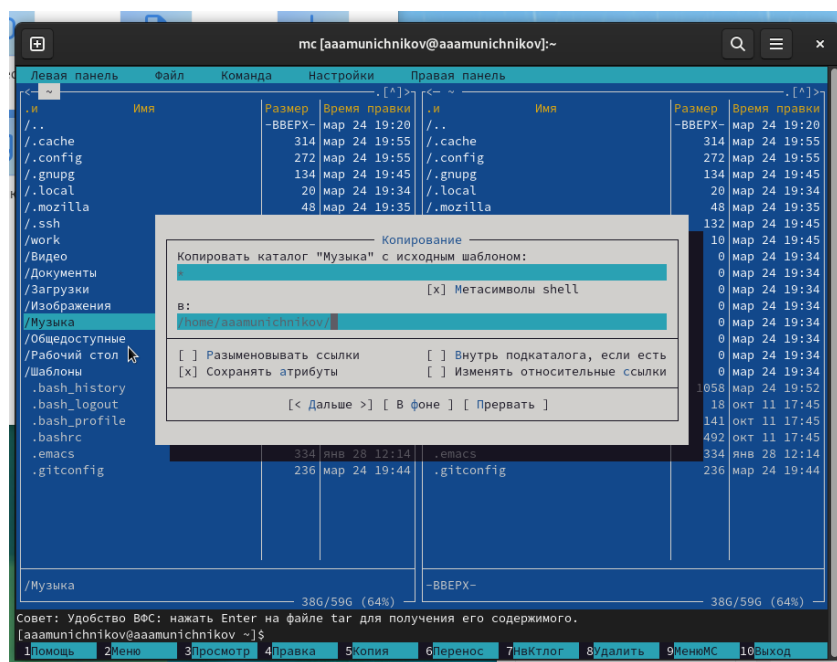 mc [aaamunichnikov@aaamunichnikov]:~
Левая панель Файл Команда Настройки Правая панель
<— ~ .[^]> <— ~ .[^]>
.и Имя Размер Время правки .и Имя Размер Время правки
/.. -ВВЕРХ- мар 24 19:20 /.. -ВВЕРХ- мар 24 19:20
/.cache 314 мар 24 19:55 /.cache 314 мар 24 19:55
/.config 272 мар 24 19:55 /.config 272 мар 24 19:55
/.gnupg 134 мар 24 19:45 /.gnupg 134 мар 24 19:45
/.local 20 мар 24 19:34 /.local 20 мар 24 19:34
/.mozilla 48 мар 24 19:35 /.mozilla 48 мар 24 19:35
/.ssh 132 мар 24 19:45
/work 10 мар 24 19:45
/Видео 0 мар 24 19:34
/Документы 0 мар 24 19:34
/Загрузки 0 мар 24 19:34
/Изображения 0 мар 24 19:34
/Музыка 0 мар 24 19:34
/Общедоступные 0 мар 24 19:34
/Рабочий стол 0 мар 24 19:34
/Шаблоны 0 мар 24 19:34
.bash_history 1058 мар 24 19:52
.bash_logout 18 окт 11 17:45
.bash_profile 141 окт 11 17:45
.bashrc 492 окт 11 17:45
.emacs 334 янв 28 12:14 .emacs 334 янв 28 12:14
.gitconfig 236 мар 24 19:44 .gitconfig 236 мар 24 19:44
Копирование
Копировать каталог "Музыка" с исходным шаблоном:
*
[x] Метасимволы shell
в:
/home/aaamunichnikov/
[ ] Разыменовывать ссылки [ ] Внутрь подкаталога, если есть
[x] Сохранять атрибуты [ ] Изменять относительные ссылки
[< Дальше >] [ В фоне ] [ Прервать ]
/Музыка -ВВЕРХ-
38G/59G (64%) 38G/59G (64%)
Совет: Удобство ВФС: нажать Enter на файле tar для получения его содержимого.
[aaamunichnikov@aaamunichnikov ~]$
1Помощь 2Меню 3Просмотр 4Правка 5Копия 6Перенос 7НвКтлог 8Удалить 9МенюМС 10Выход